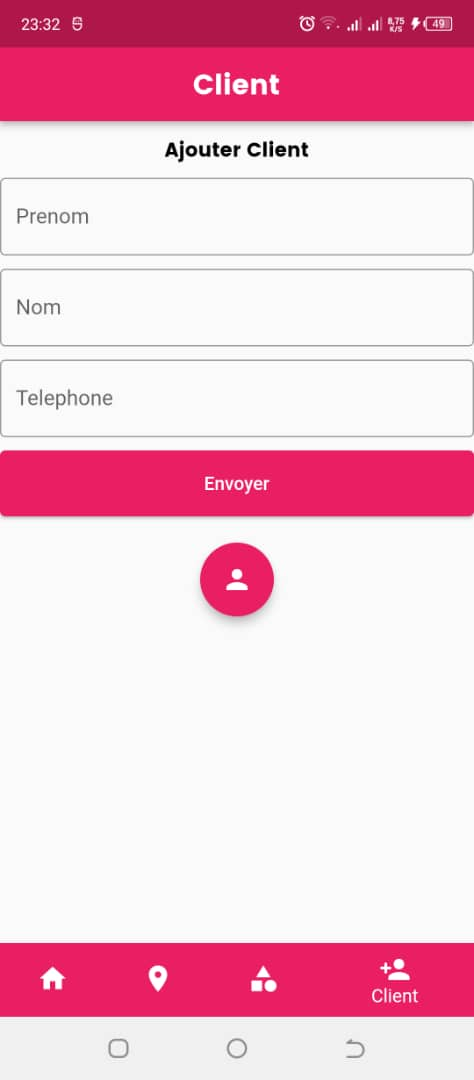 23:32
8,75
K/S
49
Client
Ajouter Client
Prenom
Nom
Telephone
Envoyer
Client